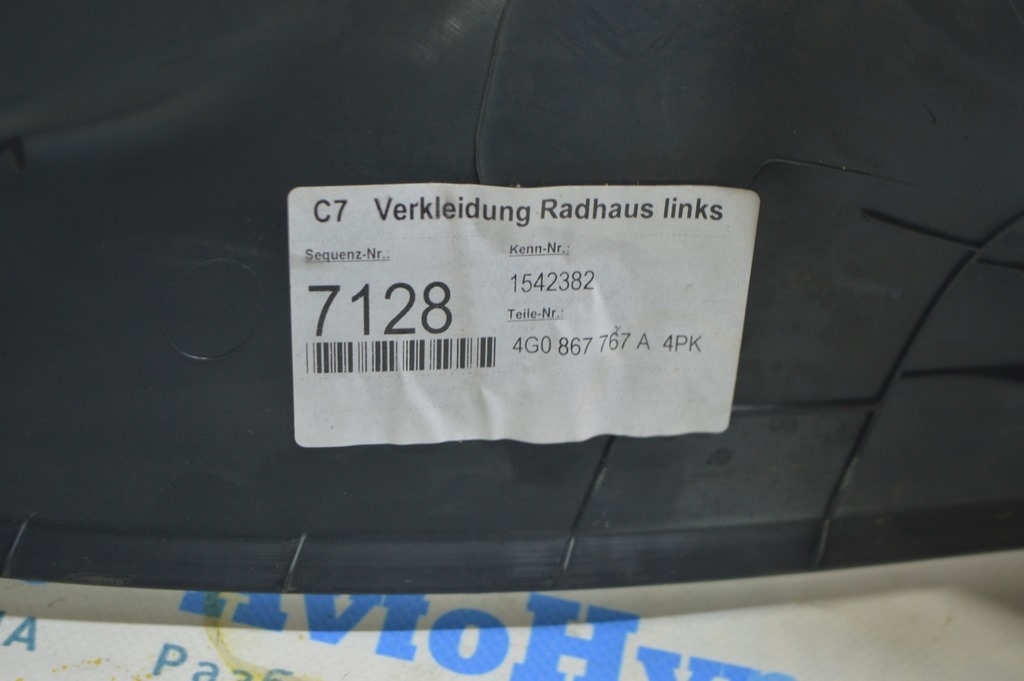 C7 Verkleidung Radhaus links
Sequenz-Nr.:
7128
Kenn-Nr.:
1542382
Teile-Nr.:
4G0 867 767 A 4PK